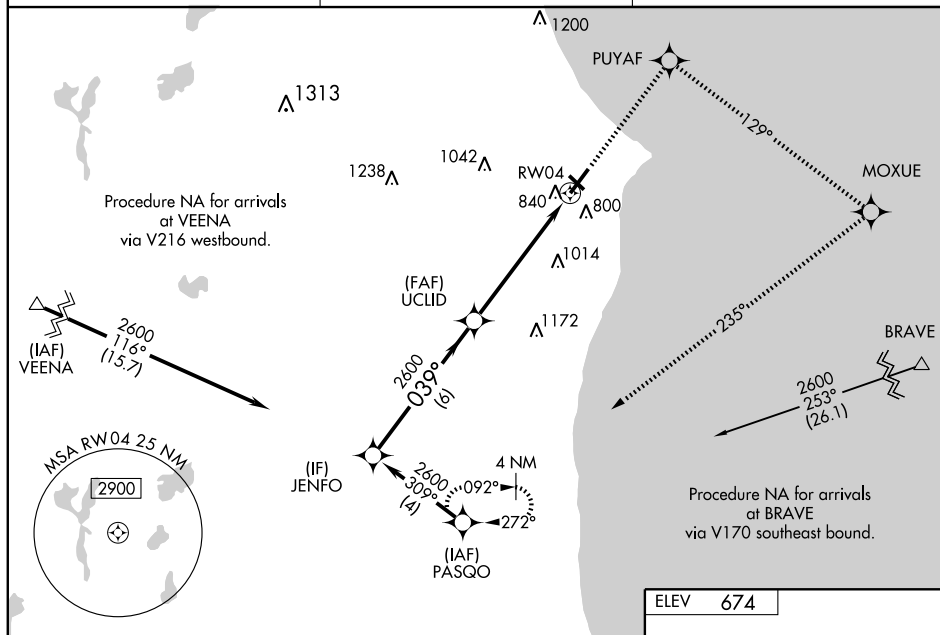 1200
PUYAF
1313
129°
1042
1238
RW04
840
800
MOXUE
Procedure NA for arrivals
at VEENA
via V216 westbound.
1014
(FAF)
UCLID
1172
235°
BRAVE
2600
116°
(15.7)
(IAF)
VEENA
2600
039°
(6)
2600
253°
(26.1)
MSA RW04 25 NM
2900
(IF)
JENFO
2600
309°
(4)
4 NM
092°
272°
(IAF)
PASQO
Procedure NA for arrivals
at BRAVE
via V170 southeast bound.
ELEV 674